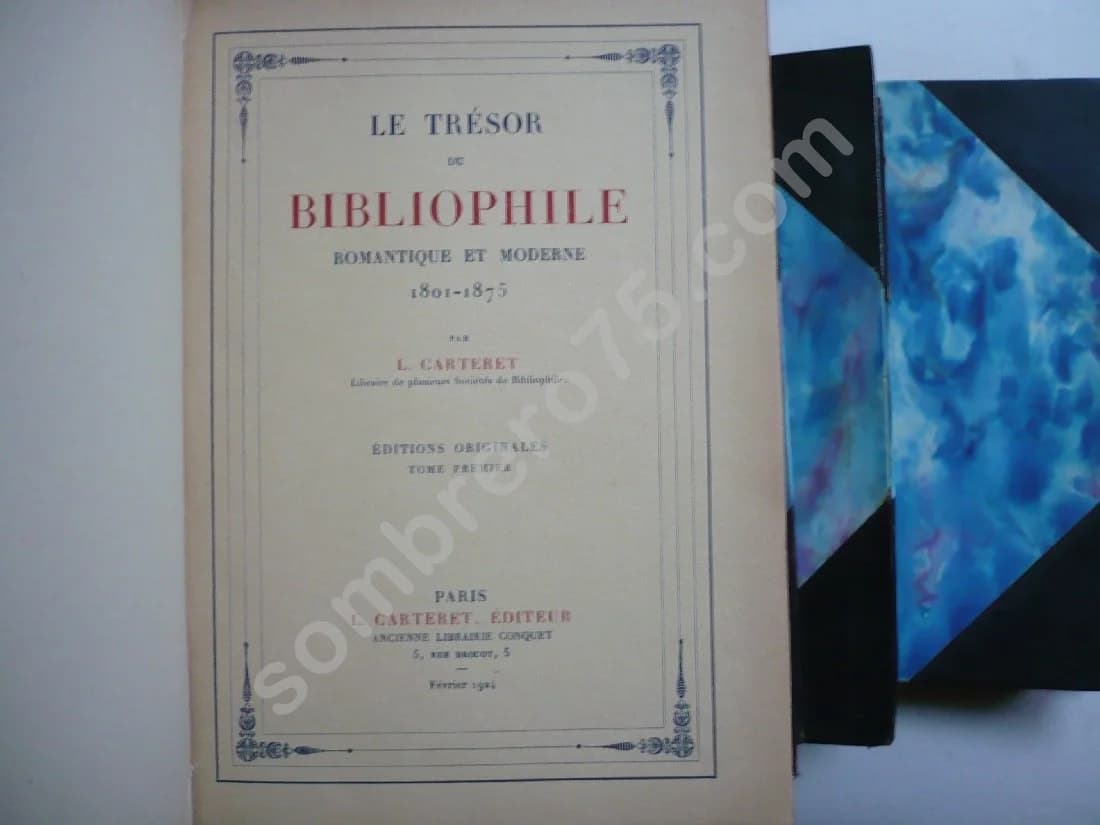 LE TRÉSOR
DU
BIBLIOPHILE
ROMANTIQUE ET MODERNE
1801-1875
PAR
L. CARTERET
Libraire de plusieurs Sociétés de Bibliophiles
ÉDITIONS ORIGINALES
TOME PREMIER
PARIS
L. CARTERET, ÉDITEUR
ANCIENNE LIBRAIRIE CONQUET
5, RUE DROUOT, 5
Février 1924
sombrero75.com